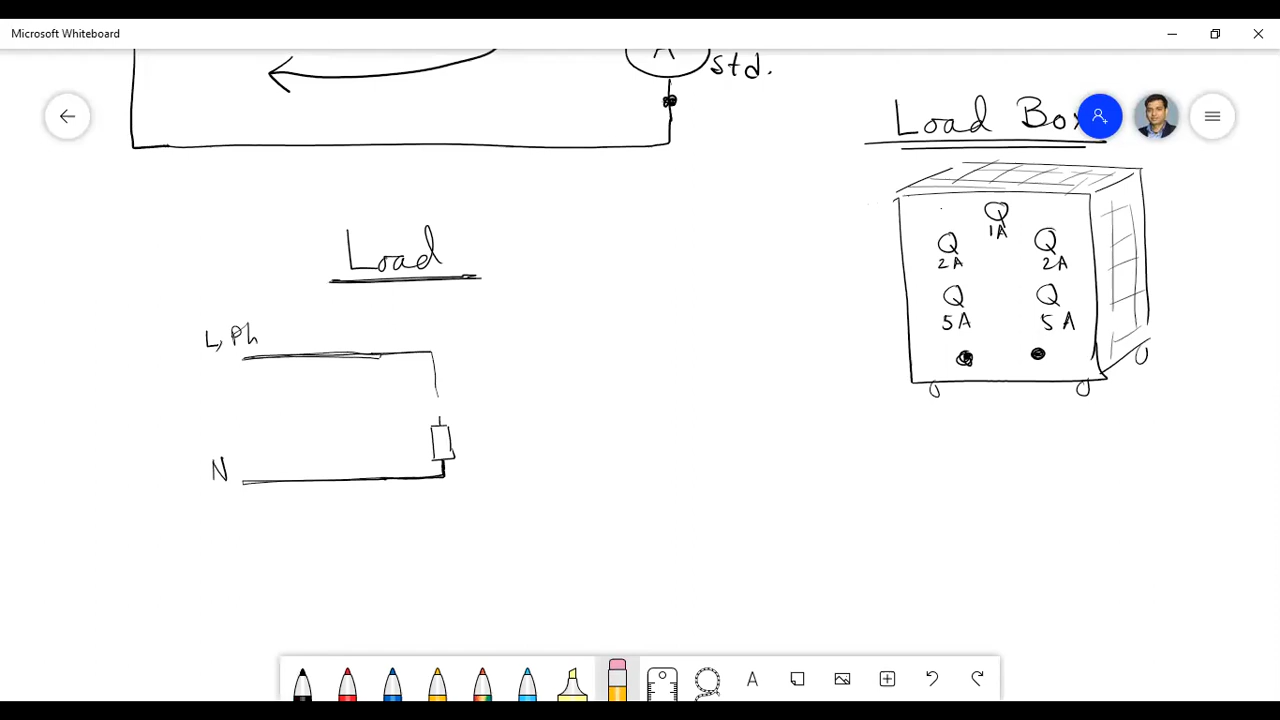 Microsoft Whiteboard
A
std.
Load Box
Load
1A
2A
2A
5A
5A
L, Ph
N
A